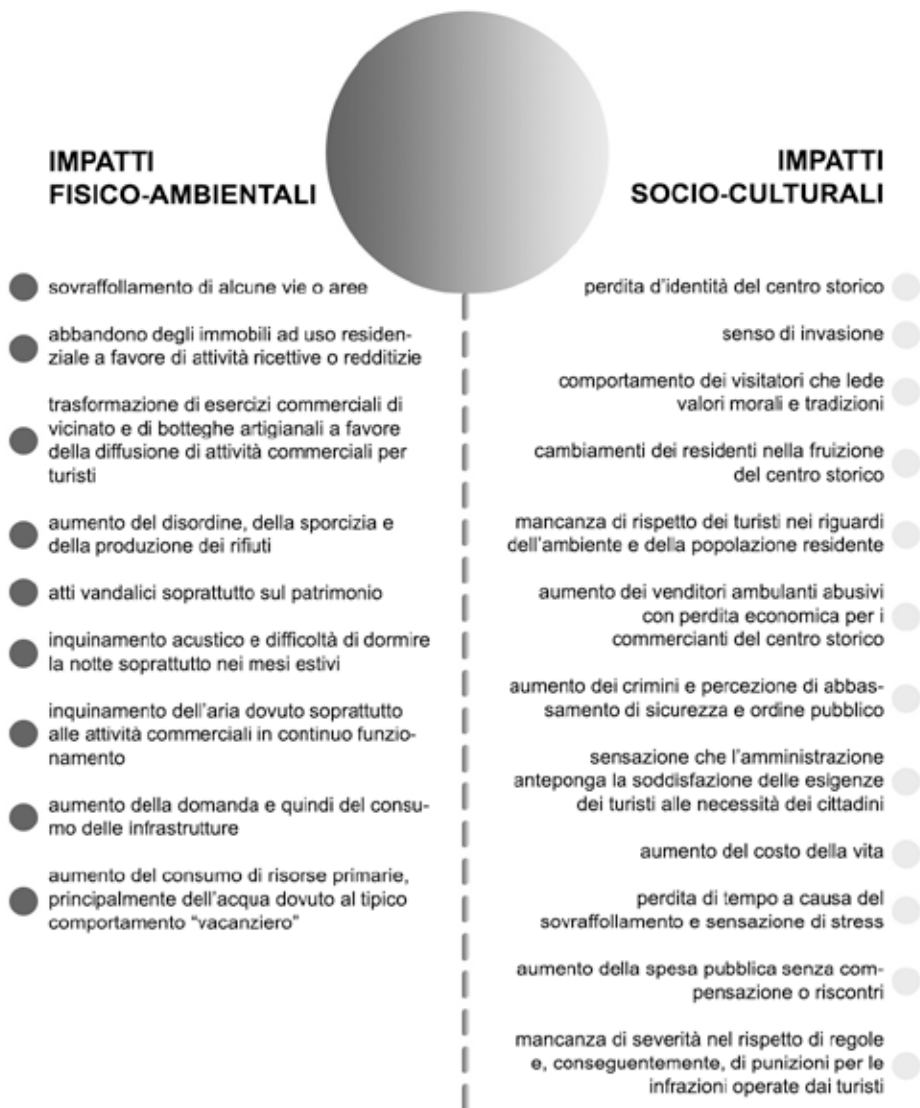 IMPATTI
FISICO-AMBIENTALI
sovraffollamento di alcune vie o aree
abbandono degli immobili ad uso residen-
ziale a favore di attività ricettive o redditizie
trasformazione di esercizi commerciali di
vicinato e di botteghe artigianali a favore
della diffusione di attività commerciali per
turisti
aumento del disordine, della sporcizia e
della produzione dei rifiuti
atti vandalici soprattutto sul patrimonio
inquinamento acustico e difficoltà di dormire
la notte soprattutto nei mesi estivi
inquinamento dell'aria dovuto soprattutto
alle attività commerciali in continuo funzio-
namento
aumento della domanda e quindi del consu-
mo delle infrastrutture
aumento del consumo di risorse primarie,
principalmente dell'acqua dovuto al tipico
comportamento "vacanziero"
IMPATTI
SOCIO-CULTURALI
perdita d'identità del centro storico
senso di invasione
comportamento dei visitatori che lede
valori morali e tradizioni
cambiamenti dei residenti nella fruizione
del centro storico
mancanza di rispetto dei turisti nei riguardi
dell'ambiente e della popolazione residente
aumento dei venditori ambulanti abusivi
con perdita economica per i
commercianti del centro storico
aumento dei crimini e percezione di abbas-
samento di sicurezza e ordine pubblico
sensazione che l'amministrazione
anteponga la soddisfazione delle esigenze
dei turisti alle necessità dei cittadini
aumento del costo della vita
perdita di tempo a causa del
sovraffollamento e sensazione di stress
aumento della spesa pubblica senza com-
pensazione o riscontri
mancanza di severità nel rispetto di regole
e, conseguentemente, di punizioni per le
infrazioni operate dai turisti